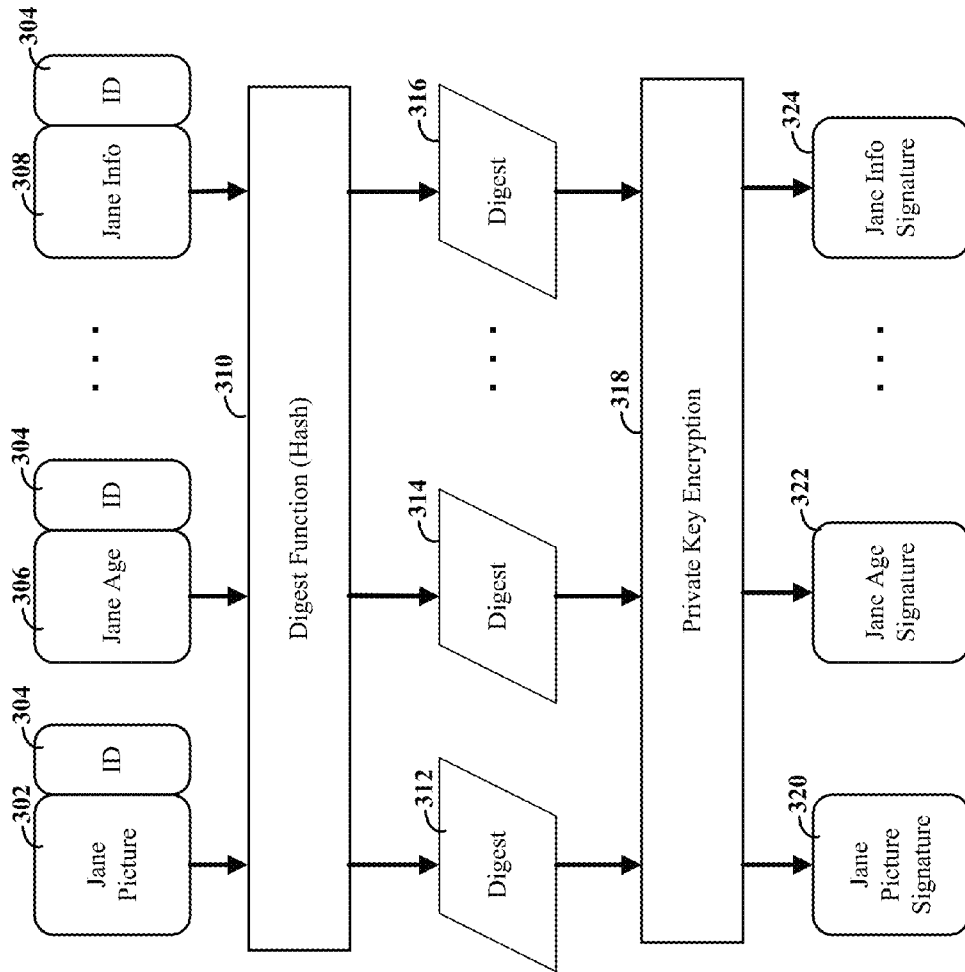 302
304
Jane
Picture
ID
306
304
Jane Age
ID
. . .
308
304
Jane Info
ID
310
Digest Function (Hash)
312
Digest
314
Digest
. . .
316
Digest
318
Private Key Encryption
320
Jane
Picture
Signature
322
Jane Age
Signature
. . .
324
Jane Info
Signature